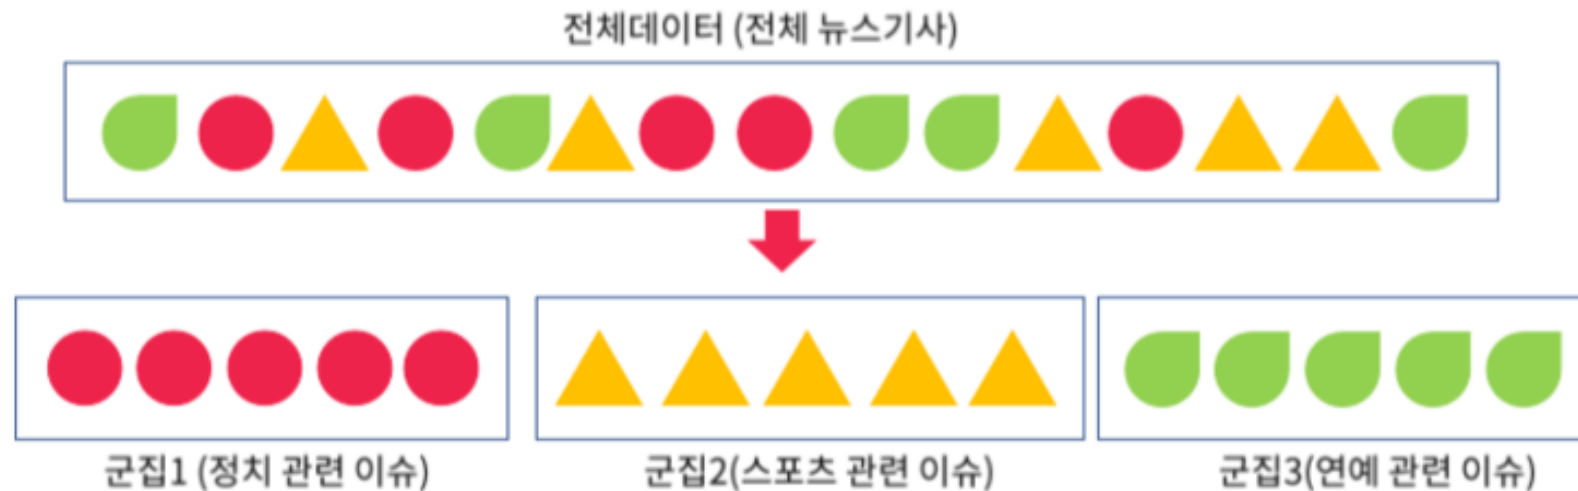 전체데이터 (전체 뉴스기사)
군집1 (정치 관련 이슈)
군집2(스포츠 관련 이슈)
군집3(연예 관련 이슈)